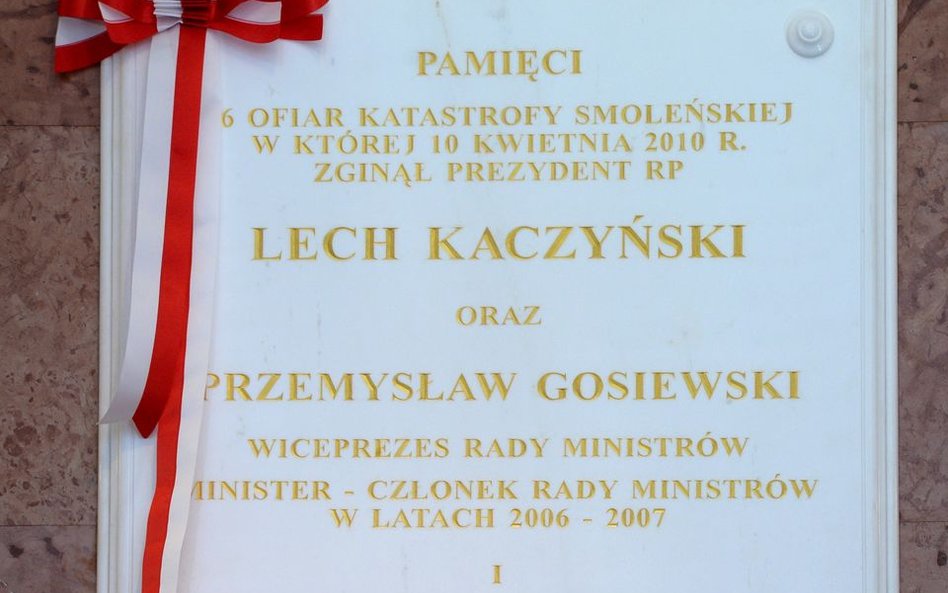 PAMIĘCI
6 OFIAR KATASTROFY SMOLEŃSKIEJ
W KTÓREJ 10 KWIETNIA 2010 R.
ZGINĄŁ PREZYDENT RP
LECH KACZYŃSKI
ORAZ
PRZEMYSŁAW GOSIEWSKI
WICEPREZES RADY MINISTRÓW
MINISTER - CZŁONEK RADY MINISTRÓW
W LATACH 2006 - 2007
I